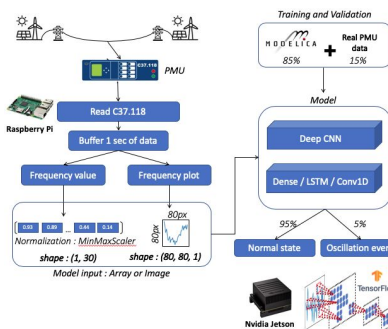 Training and Validation
MODELICA
Real PMU
data
85%
15%
C37.118
PMU
Model
Raspberry Pi
Read C37.118
Buffer 1 sec of data
Deep CNN
Frequency value
Frequency plot
Dense / LSTM / Conv1D
80px
80px
0.93 0.89 ... 0.44 0.14
Normalization : MinMaxScaler
shape : (1, 30)
shape : (80, 80, 1)
Model input : Array or Image
95%
5%
Normal state
Oscillation even
TensorFlo
Nvidia Jetson